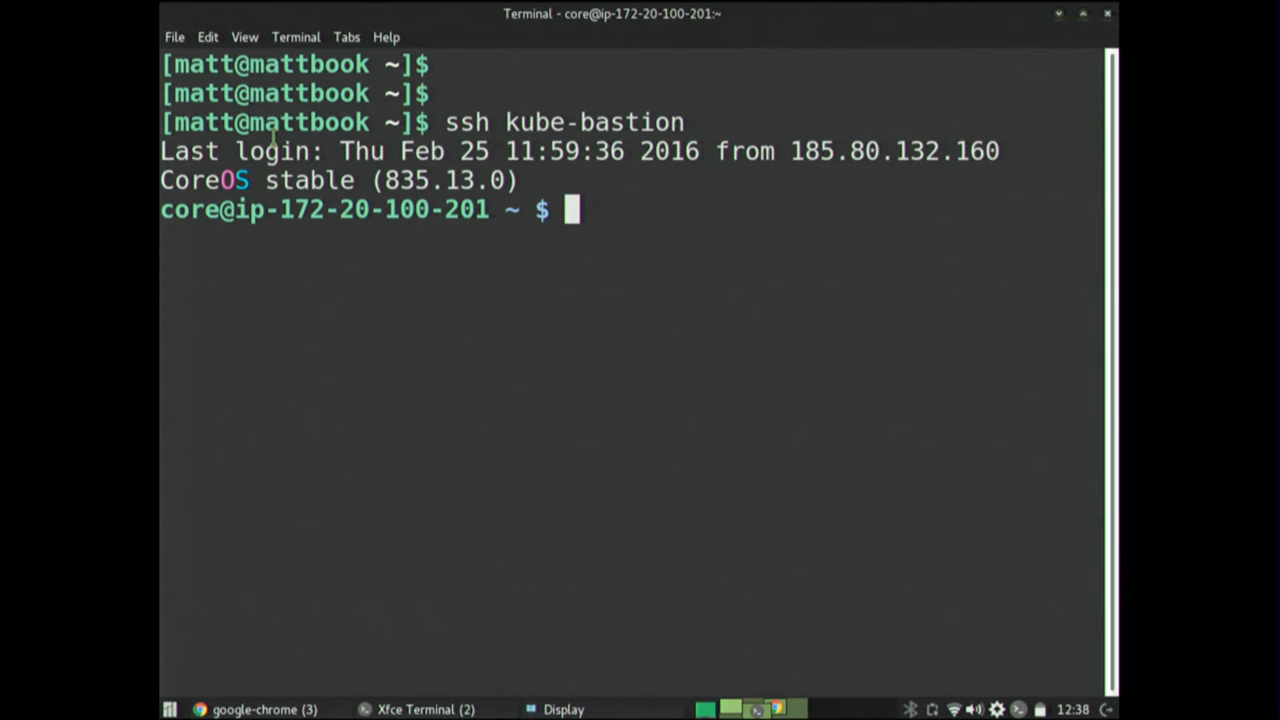 Terminal - core@ip-172-20-100-201:~
File Edit View Terminal Tabs Help
[matt@mattbook ~]$
[matt@mattbook ~]$
[matt@mattbook ~]$ ssh kube-bastion
Last login: Thu Feb 25 11:59:36 2016 from 185.80.132.160
CoreOS stable (835.13.0)
core@ip-172-20-100-201 ~ $
google-chrome (3) Xfce Terminal (2) Display 12:38